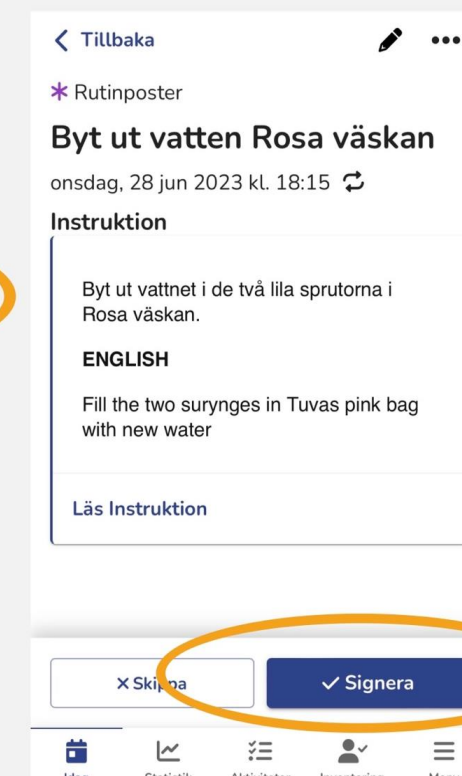 Tillbaka
Rutinposter
Byt ut vatten Rosa väskan
onsdag, 28 jun 2023 kl. 18:15
Instruktion
Byt ut vattnet i de två lila sprutorna i
Rosa väskan.
ENGLISH
Fill the two surynges in Tuvas pink bag
with new water
Läs Instruktion
Skippa
Signera